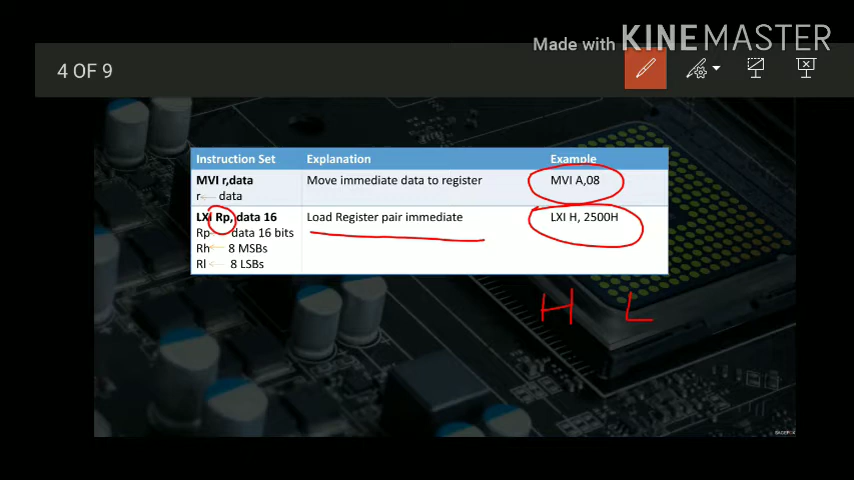 Made with KINEMASTER
4 OF 9
Instruction Set Explanation Example
MVI r,data Move immediate data to register MVI A,08
r← data
LXI Rp, data 16 Load Register pair immediate LXI H, 2500H
Rp← data 16 bits
Rh← 8 MSBs
Rl ← 8 LSBs
H L